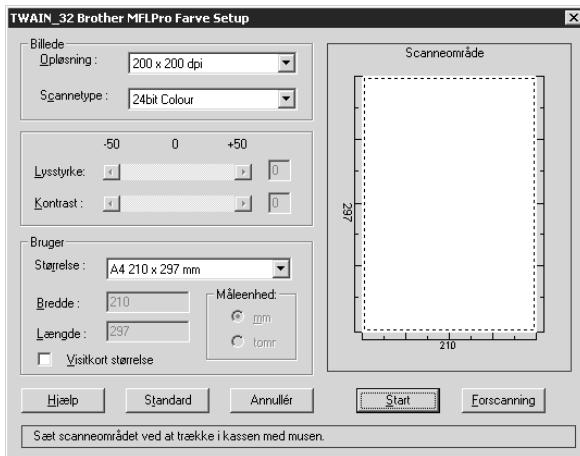 TWAIN_32 Brother MFLPro Farve Setup
Billede
Opløsning :
200 x 200 dpi
Scannetype :
24bit Colour
-50 0 +50
Lysstyrke:
0
Kontrast :
0
Bruger
Størrelse :
A4 210 x 297 mm
Bredde :
210
Længde :
297
Måleenhed:
mm
tomr
Visitkort størrelse
Scanneområde
297
210
Hjælp
Standard
Annullér
Start
Forscanning
Sæt scanneområdet ved at trække i kassen med musen.